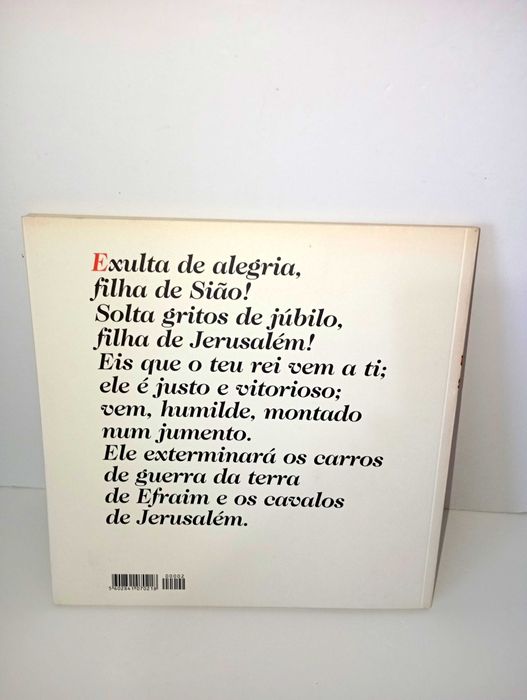 Exulta de alegria,
filha de Sião!
Solta gritos de júbilo,
filha de Jerusalém!
Eis que o teu rei vem a ti;
ele é justo e vitorioso;
vem, humilde, montado
num jumento.
Ele exterminará os carros
de guerra da terra
de Efraim e os cavalos
de Jerusalém.
00002
5602841070218